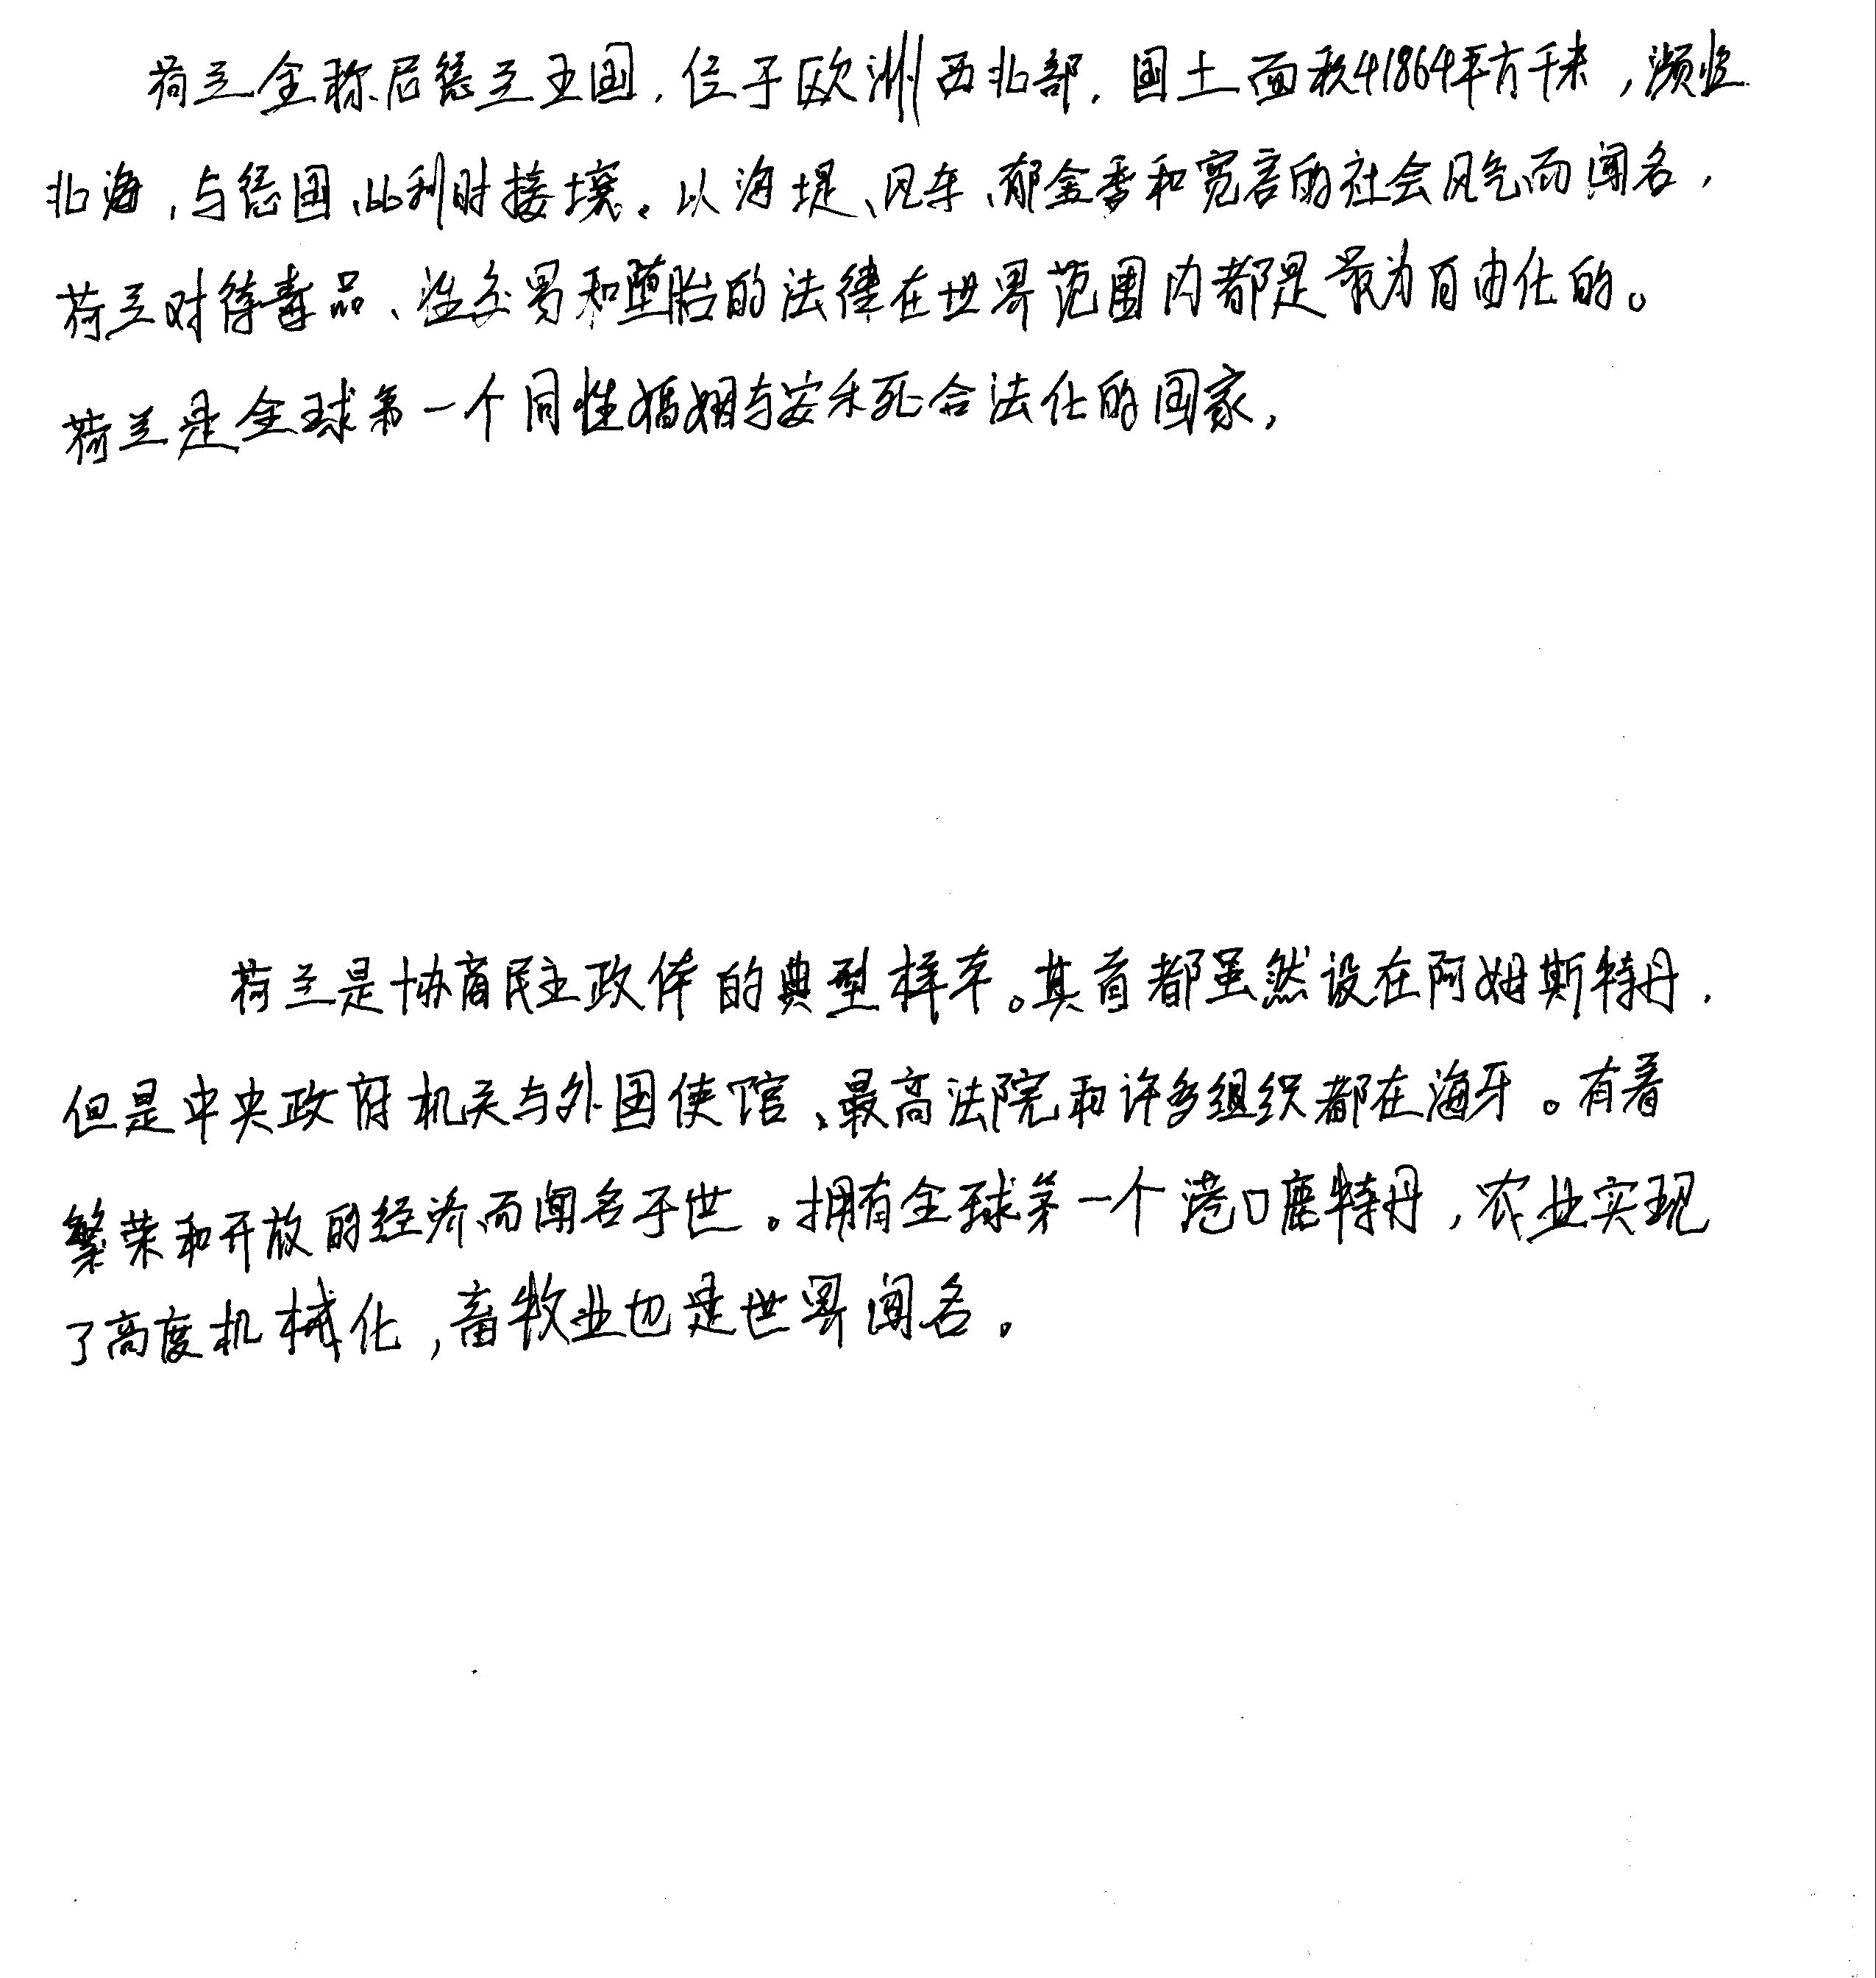 荷兰全称尼德兰王国，位于欧洲西北部，国土面积41864平方千米，濒临
北海，与德国、比利时接壤。以海堤、风车、郁金香和宽容的社会风气而闻名，
荷兰对待毒品、性交易和堕胎的法律在世界范围内都是最为自由化的。
荷兰是全球第一个同性婚姻与安乐死合法化的国家，
荷兰是协商民主政体的典型样本。其首都虽然设在阿姆斯特丹，
但是中央政府机关与外国使馆、最高法院和许多组织都在海牙。有着
繁荣和开放的经济而闻名于世。拥有全球第一个港口鹿特丹，农业实现
了高度机械化，畜牧业也是世界闻名。